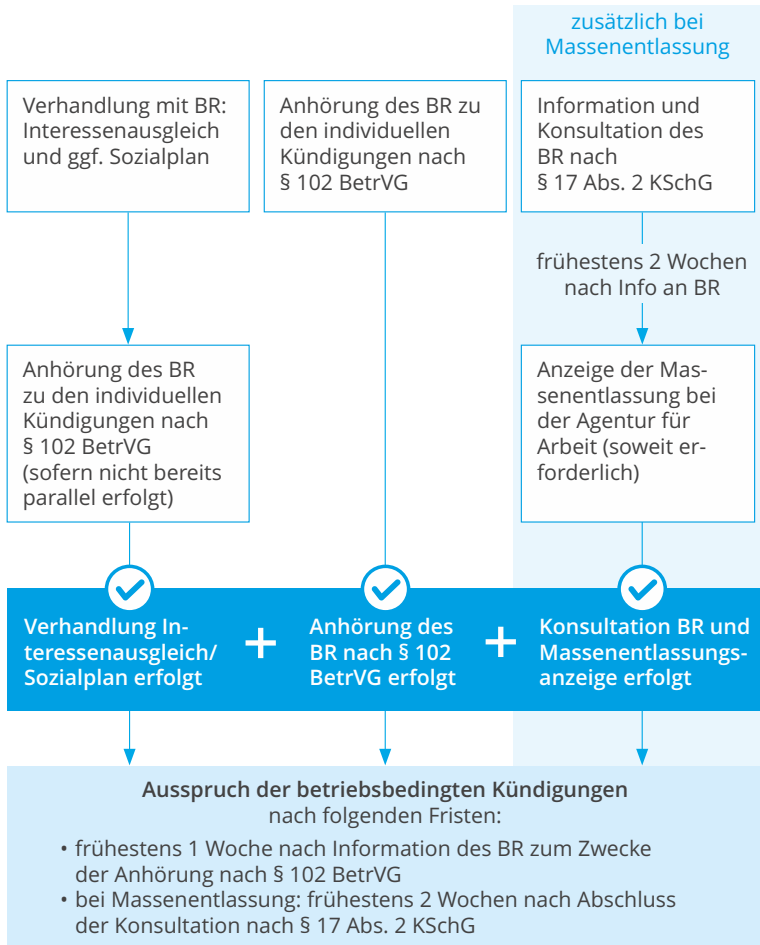 zusätzlich bei
Massenentlassung
Verhandlung mit BR:
Interessenausgleich
und ggf. Sozialplan
Anhörung des BR zu
den individuellen
Kündigungen nach
§ 102 BetrVG
Information und
Konsultation des
BR nach
§ 17 Abs. 2 KSchG
frühestens 2 Wochen
nach Info an BR
Anhörung des BR
zu den individuellen
Kündigungen nach
§ 102 BetrVG
(sofern nicht bereits
parallel erfolgt)
Anzeige der Mas-
senentlassung bei
der Agentur für
Arbeit (soweit er-
forderlich)
Verhandlung In-
teressenausgleich/
Sozialplan erfolgt
+
Anhörung des
BR nach § 102
BetrVG erfolgt
+
Konsultation BR und
Massenentlassungs-
anzeige erfolgt
Ausspruch der betriebsbedingten Kündigungen
nach folgenden Fristen:
• frühestens 1 Woche nach Information des BR zum Zwecke
der Anhörung nach § 102 BetrVG
• bei Massenentlassung: frühestens 2 Wochen nach Abschluss
der Konsultation nach § 17 Abs. 2 KSchG